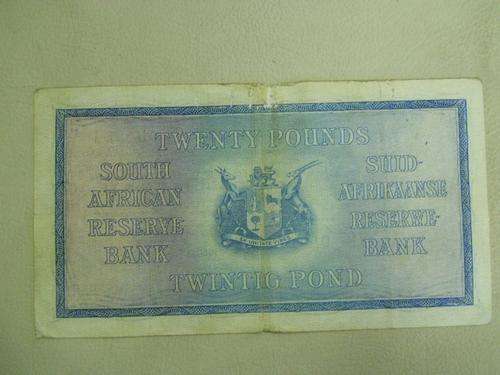 TWENTY POUNDS
SOUTH
AFRICAN
RESERVE
BANK
SUID-
AFRIKAANSE
RESERWE-
BANK
TWINTIG POND